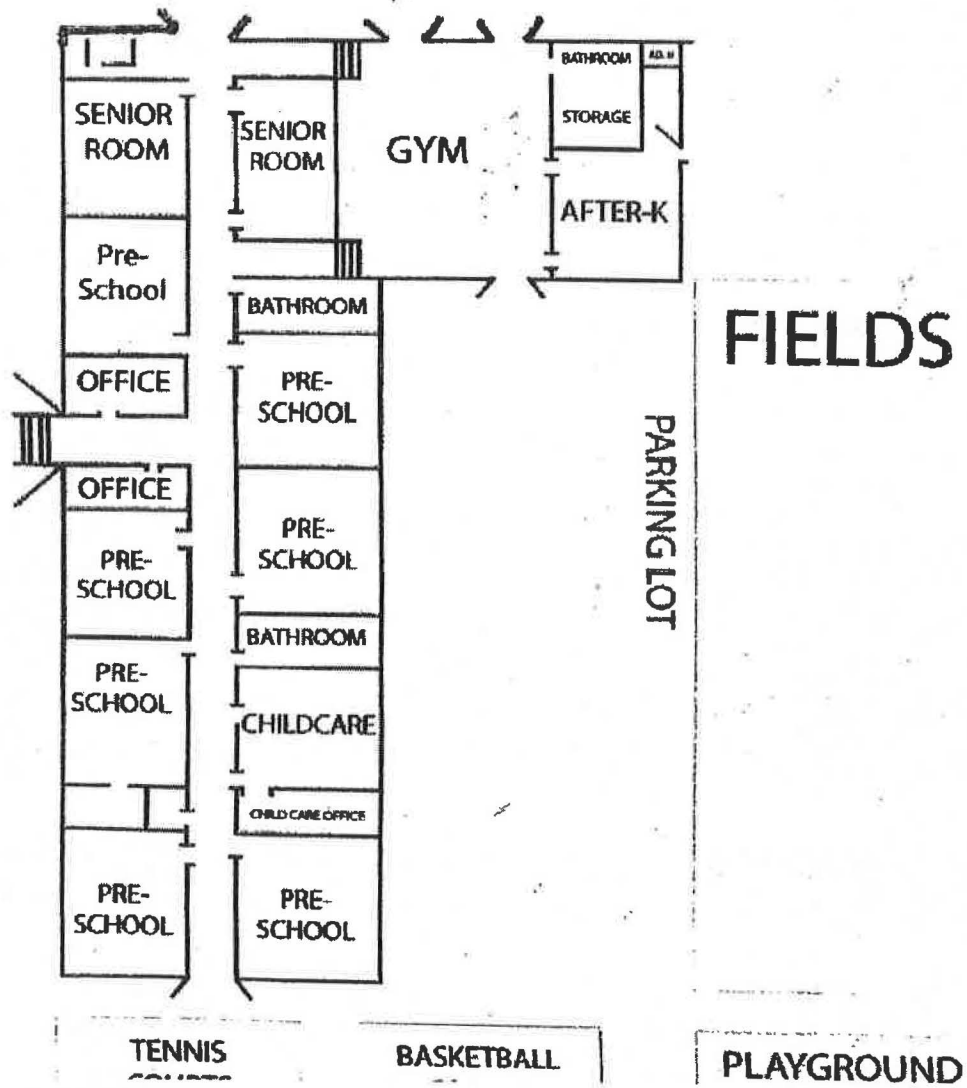 BATHROOM
STORAGE
SENIOR
ROOM
SENIOR
ROOM
GYM
AFTER-K
Pre-
School
BATHROOM
FIELDS
OFFICE
PRE-
SCHOOL
PARKING LOT
OFFICE
PRE-
SCHOOL
PRE-
SCHOOL
BATHROOM
PRE-
SCHOOL
CHILDCARE
CHILD CARE OFFICE
PRE-
SCHOOL
PRE-
SCHOOL
TENNIS
BASKETBALL
PLAYGROUND